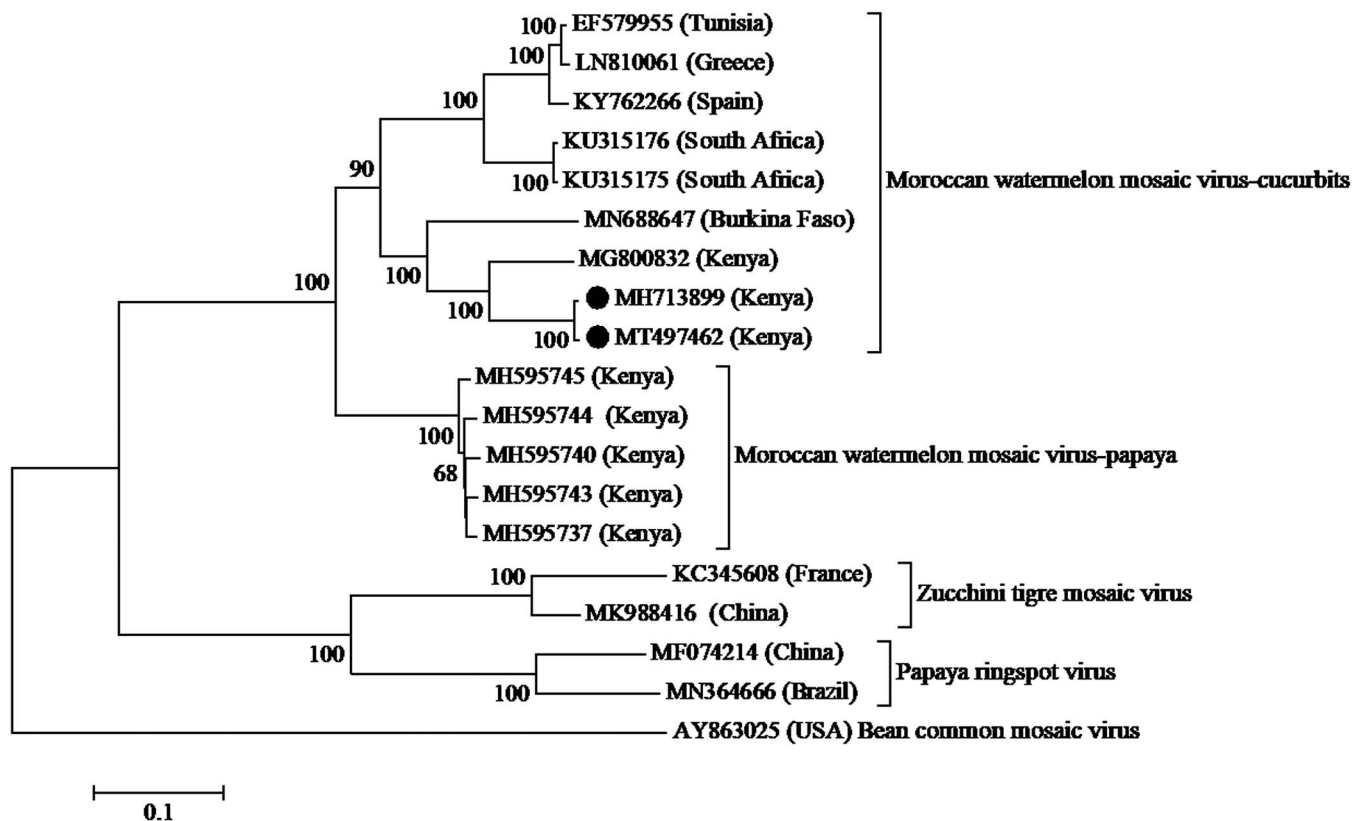 100 EF579955 (Tunisia)
100 LN810061 (Greece)
100 KY762266 (Spain)
KU315176 (South Africa)
90 100 KU315175 (South Africa)
Moroccan watermelon mosaic virus-cucurbits
MN688647 (Burkina Faso)
100 100 MG800832 (Kenya)
100 MH713899 (Kenya)
100 MT497462 (Kenya)
MH595745 (Kenya)
MH595744 (Kenya)
100 MH595740 (Kenya)
Moroccan watermelon mosaic virus-papaya
68 MH595743 (Kenya)
MH595737 (Kenya)
100 KC345608 (France)
Zucchini tigre mosaic virus
MK988416 (China)
100 MF074214 (China)
Papaya ringspot virus
100 MN364666 (Brazil)
AY863025 (USA) Bean common mosaic virus
0.1